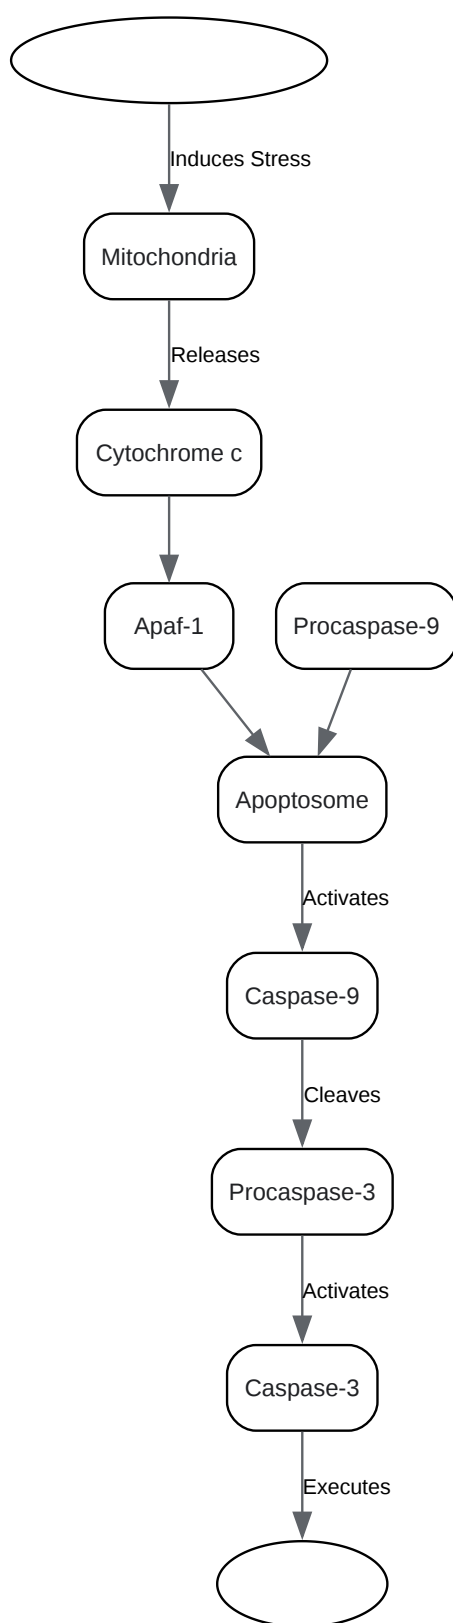 Induces Stress
Mitochondria
Releases
Cytochrome c
Apaf-1
Procaspase-9
Apoptosome
Activates
Caspase-9
Cleaves
Procaspase-3
Activates
Caspase-3
Executes